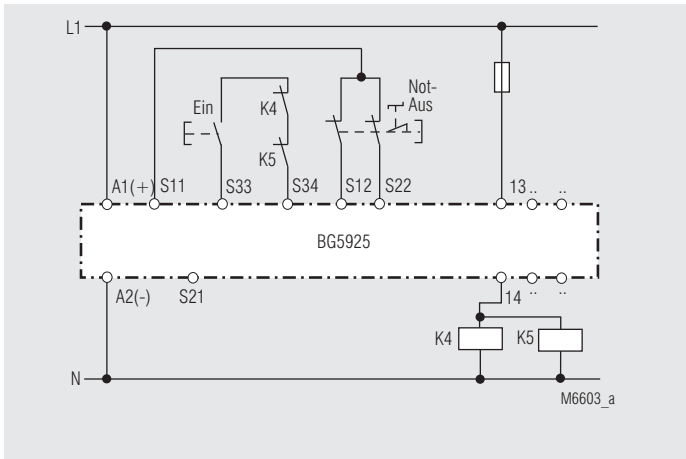 L1
Not-
Aus
Ein
K4
K5
A1(+) S11 S33 S34 S12 S22 13 .. ..
BG5925
A2(-) S21 14 .. ..
K4 K5
N
M6603_a